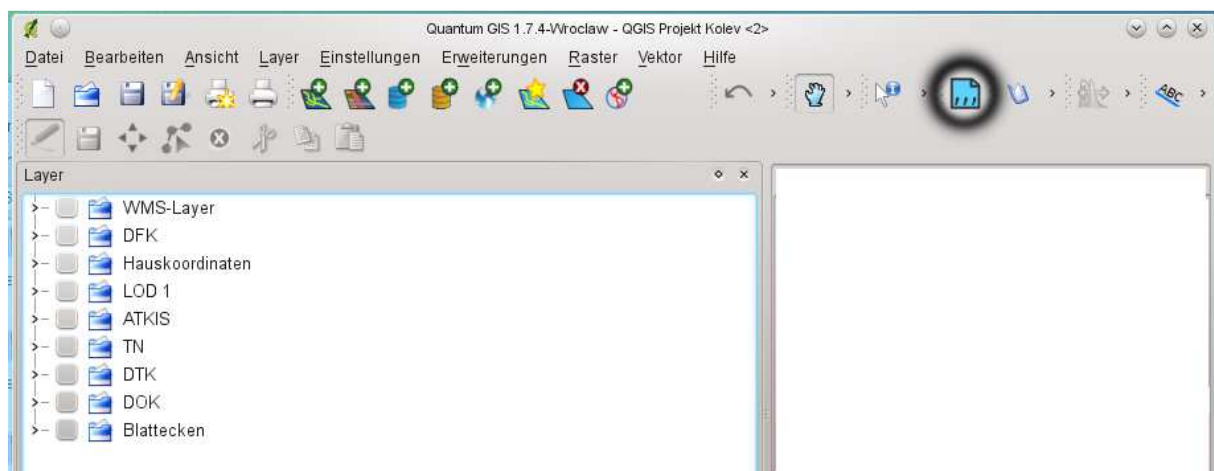 Quantum GIS 1.7.4-Wroclaw - QGIS Projekt Kolev <2>
Datei Bearbeiten Ansicht Layer Einstellungen Erweiterungen Raster Vektor Hilfe
ABC
Layer
WMS-Layer
DFK
Hauskoordinaten
LOD 1
ATKIS
TN
DTK
DOK
Blattecken